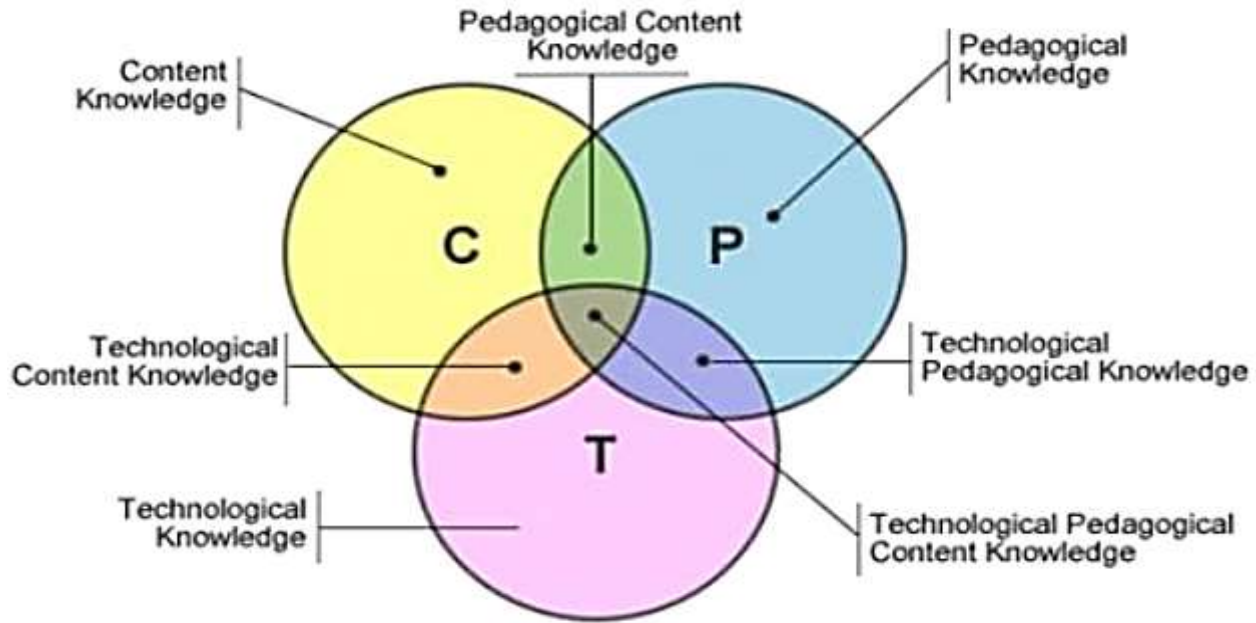 Pedagogical Content
Knowledge
Content
Knowledge
Pedagogical
Knowledge
C
P
Technological
Content Knowledge
Technological
Pedagogical Knowledge
T
Technological
Knowledge
Technological Pedagogical
Content Knowledge